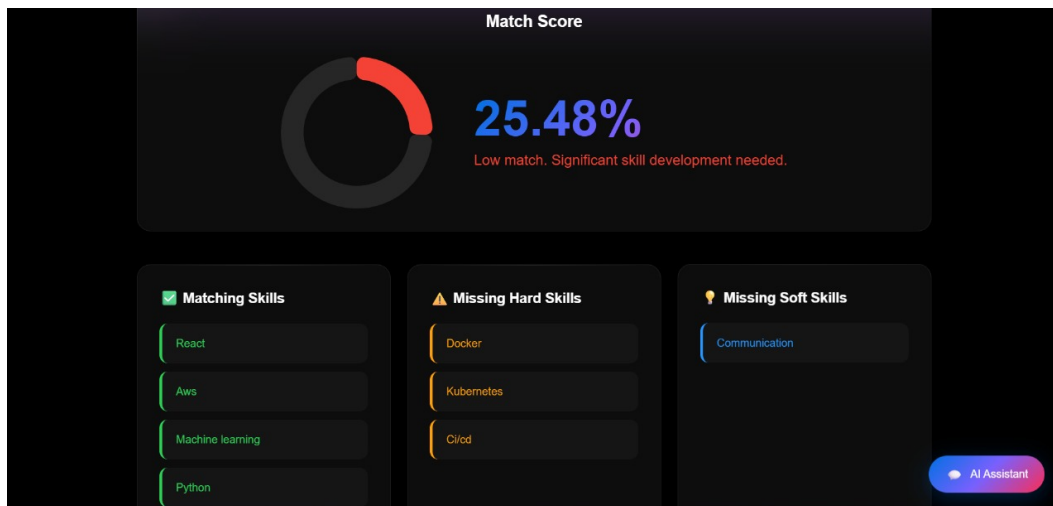 Match Score
25.48%
Low match. Significant skill development needed.
Matching Skills
React
Aws
Machine learning
Python
Missing Hard Skills
Docker
Kubernetes
Ci/cd
Missing Soft Skills
Communication
AI Assistant